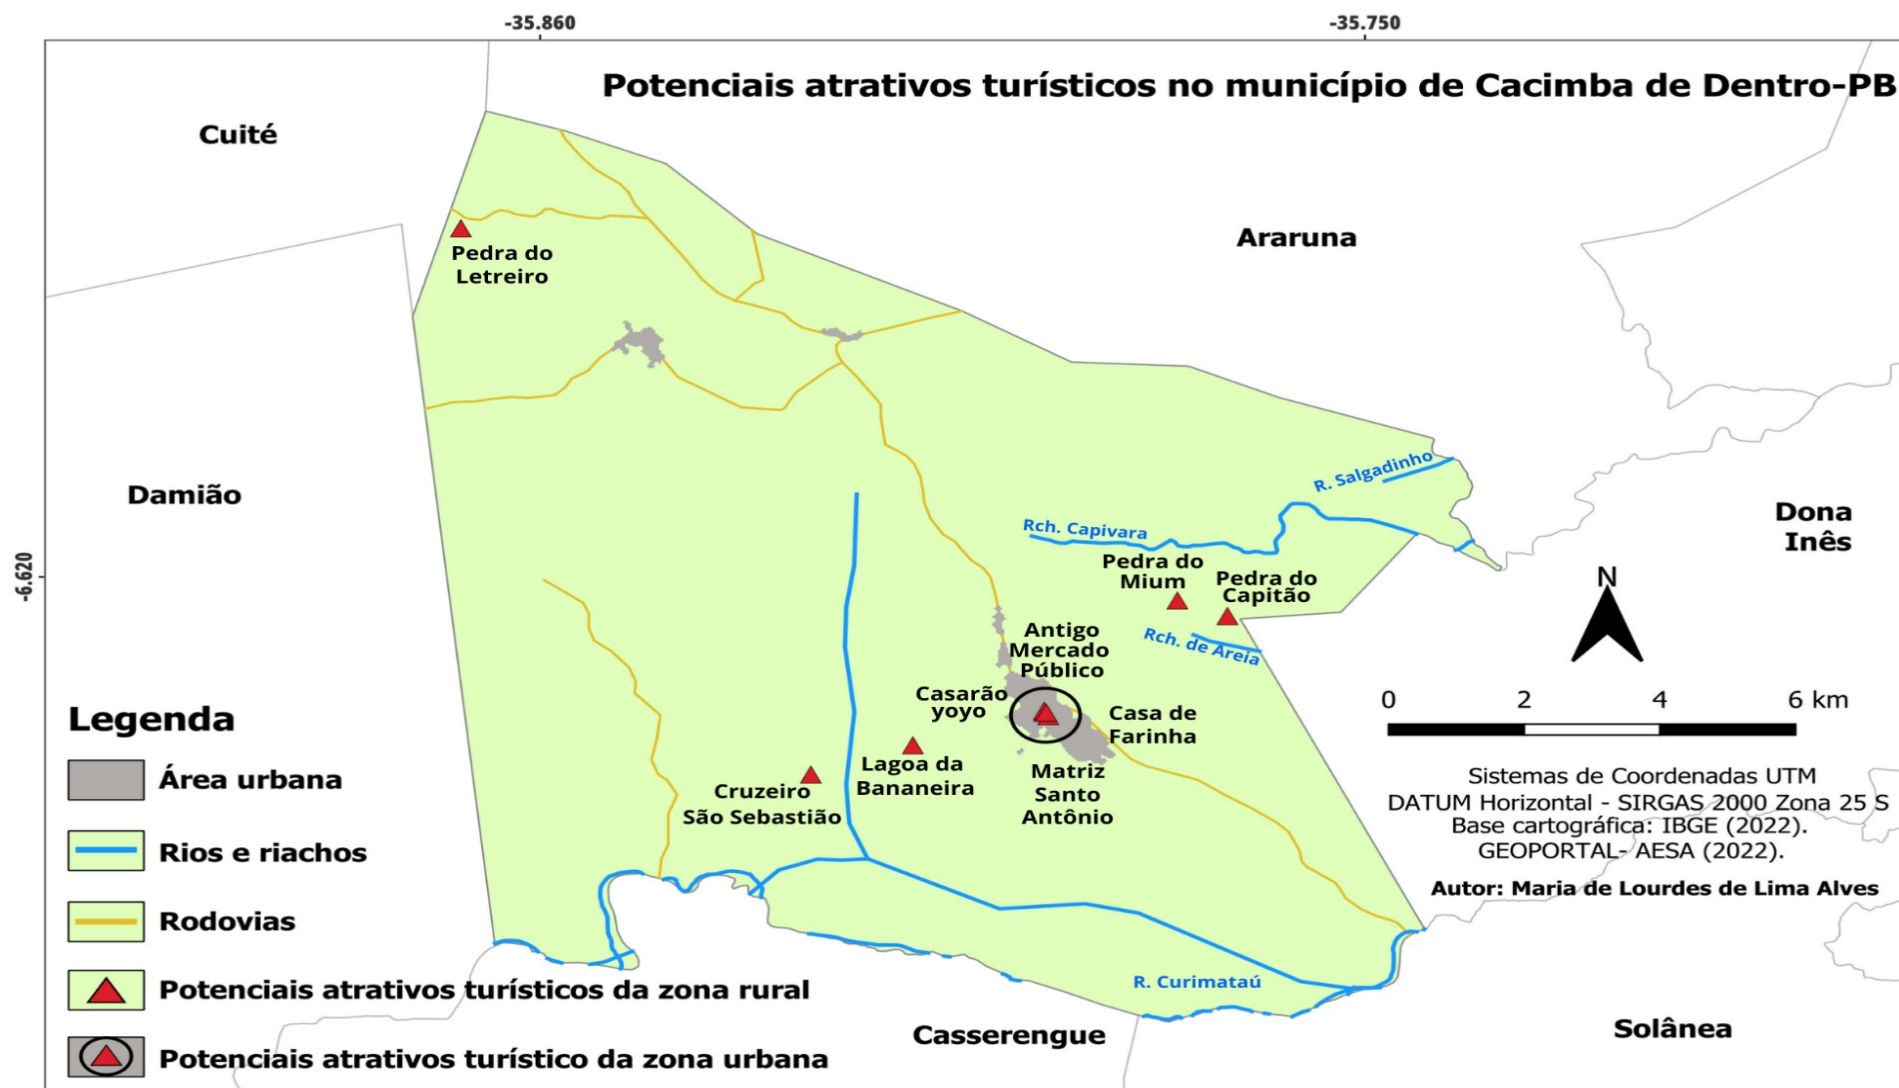 -35.860
-35.750
Potenciais atrativos turísticos no município de Cacimba de Dentro-PB
Cuité
Araruna
Pedra do
Letreiro
Damião
R. Salgadinho
Dona
Inês
Rch. Capivara
Pedra do
Mium
Pedra do
Capitão
-6.620
N
Antigo
Mercado
Público
Rch. de Areia
Casarão
yoyo
Casa de
Farinha
0 2 4 6 km
Lagoa da
Bananeira
Matriz
Santo
Antônio
Cruzeiro
São Sebastião
Sistemas de Coordenadas UTM
DATUM Horizontal - SIRGAS 2000 Zona 25 S
Base cartográfica: IBGE (2022).
GEOPORTAL- AESA (2022).
Autor: Maria de Lourdes de Lima Alves
R. Curimataú
Casserengue
Solânea
Legenda
Área urbana
Rios e riachos
Rodovias
Potenciais atrativos turísticos da zona rural
Potenciais atrativos turístico da zona urbana